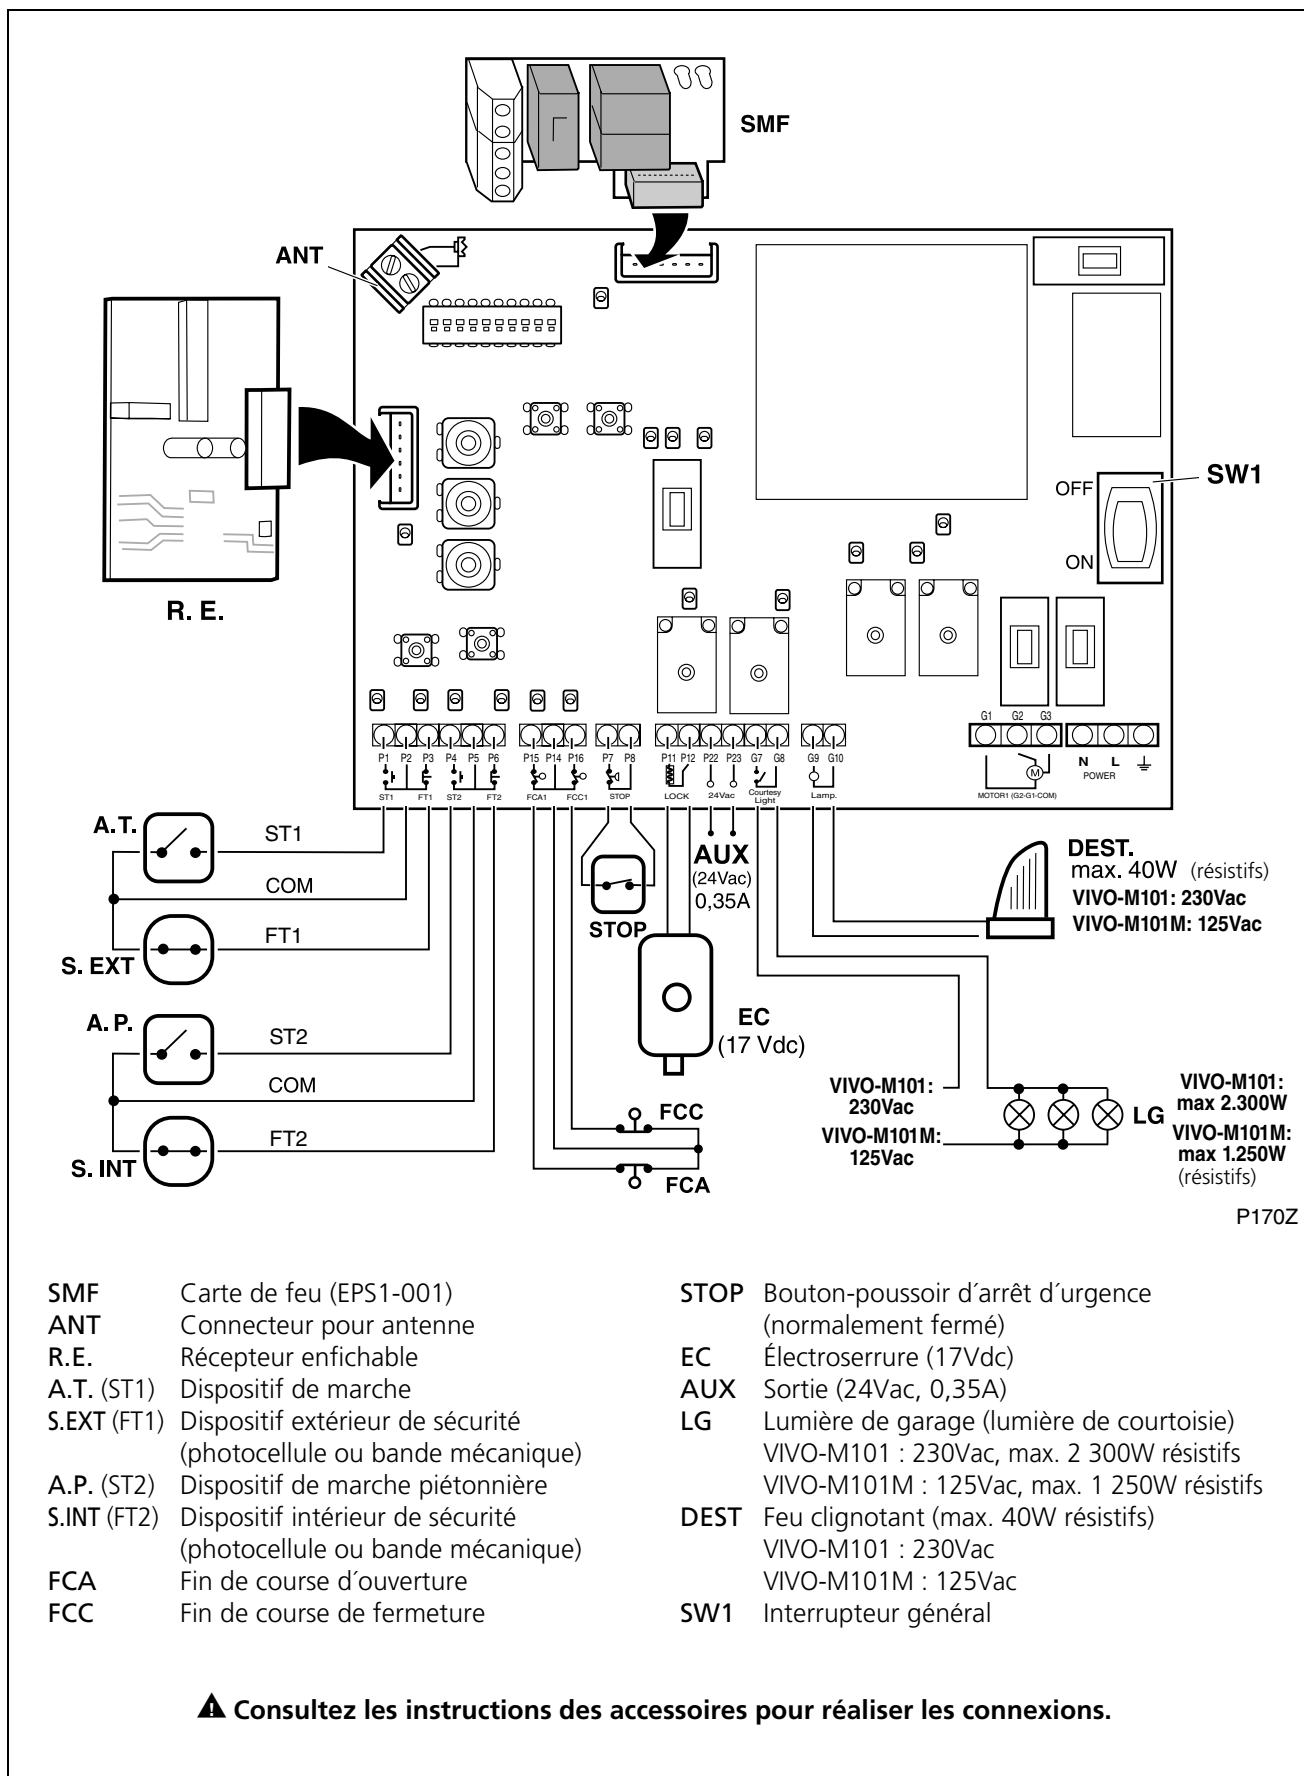 SMF
ANT
R. E.
OFF
SW1
ON
G1 G2 G3
P1 P2 P3 P4 P5 P6 P15 P14 P16 P7 P8 P11 P12 P22 P23 G7 G8 G9 G10
N L
POWER
M
ST1 FT1 ST2 FT2 FCA1 FCC1 STOP LOCK 24Vac Courtesy Light Lamp. MOTOR1 (G2-G1-COM)
A.T.
ST1
COM
FT1
S. EXT
A.P.
ST2
COM
FT2
S. INT
STOP
AUX
(24Vac)
0,35A
EC
(17 Vdc)
FCC
FCA
DEST.
max. 40W (résistifs)
VIVO-M101: 230Vac
VIVO-M101M: 125Vac
VIVO-M101:
230Vac
VIVO-M101M:
125Vac
LG
VIVO-M101:
max 2.300W
VIVO-M101M:
max 1.250W
(résistifs)
P170Z
SMF Carte de feu (EPS1-001)
ANT Connecteur pour antenne
R.E. Récepteur enfichable
A.T. (ST1) Dispositif de marche
S.EXT (FT1) Dispositif extérieur de sécurité
(photocellule ou bande mécanique)
A.P. (ST2) Dispositif de marche piétonnière
S.INT (FT2) Dispositif intérieur de sécurité
(photocellule ou bande mécanique)
FCA Fin de course d´ouverture
FCC Fin de course de fermeture
STOP Bouton-poussoir d´arrêt d´urgence
(normalement fermé)
EC Électroserrure (17Vdc)
AUX Sortie (24Vac, 0,35A)
LG Lumière de garage (lumière de courtoisie)
VIVO-M101 : 230Vac, max. 2 300W résistifs
VIVO-M101M : 125Vac, max. 1 250W résistifs
DEST Feu clignotant (max. 40W résistifs)
VIVO-M101 : 230Vac
VIVO-M101M : 125Vac
SW1 Interrupteur général
Consultez les instructions des accessoires pour réaliser les connexions.